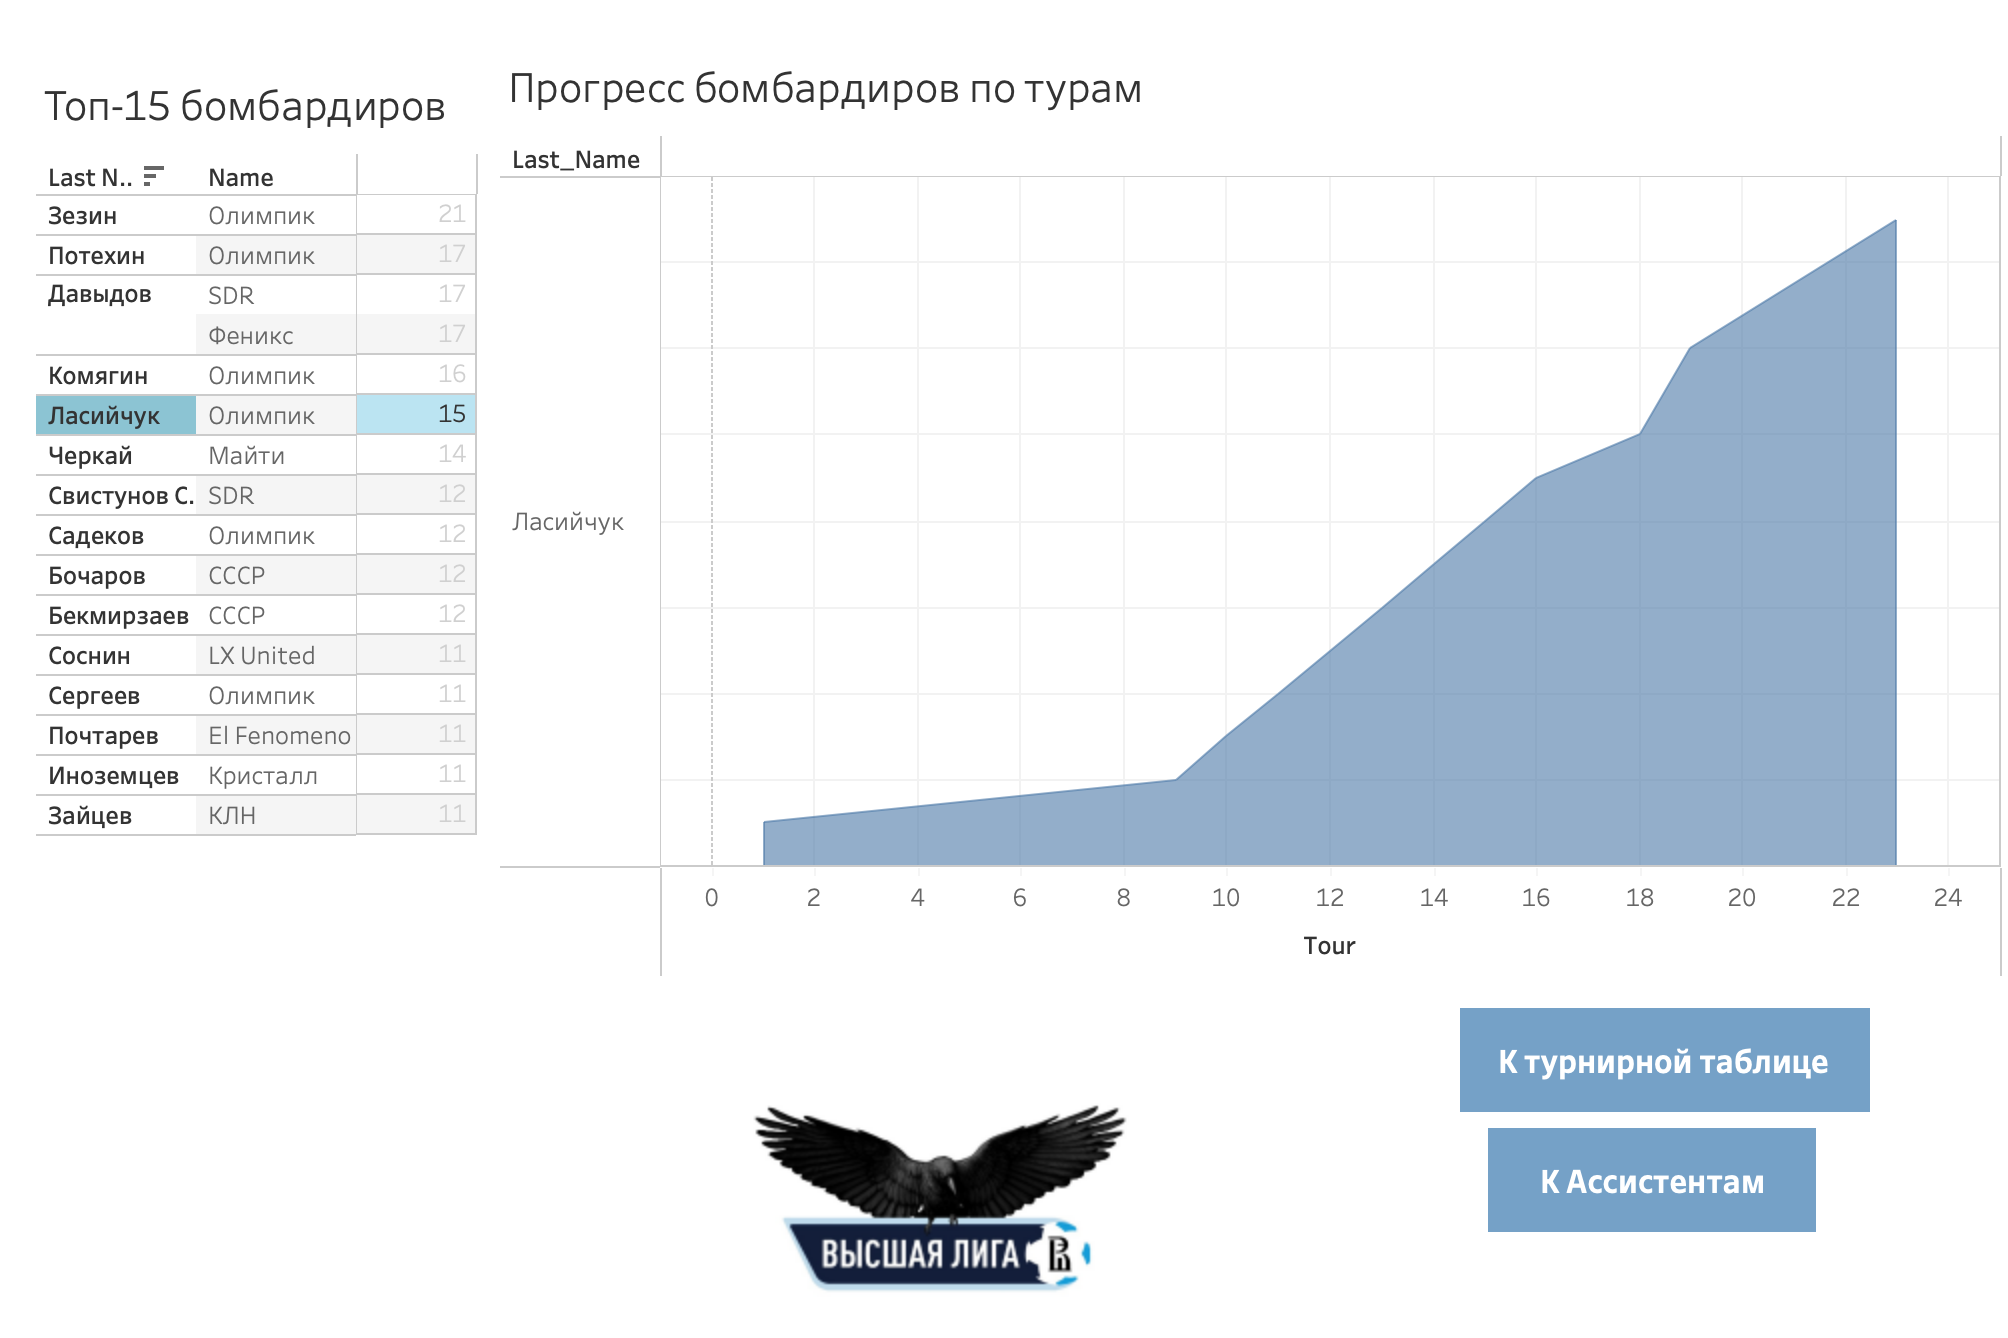 Топ-15 бомбардиров
Last N.. Name
Зезин Олимпик 21
Потехин Олимпик 17
Давыдов SDR 17
Феникс 17
Комягин Олимпик 16
Ласийчук Олимпик 15
Черкай Майти 14
Свистунов С. SDR 12
Садеков Олимпик 12
Бочаров СССР 12
Бекмирзаев СССР 12
Соснин LX United 11
Сергеев Олимпик 11
Почтарев El Fenomeno 11
Иноземцев Кристалл 11
Зайцев КЛН 11
Прогресс бомбардиров по турам
Last_Name
Ласийчук
0 2 4 6 8 10 12 14 16 18 20 22 24
Tour
К турнирной таблице
К Ассистентам
ВЫСШАЯ ЛИГА